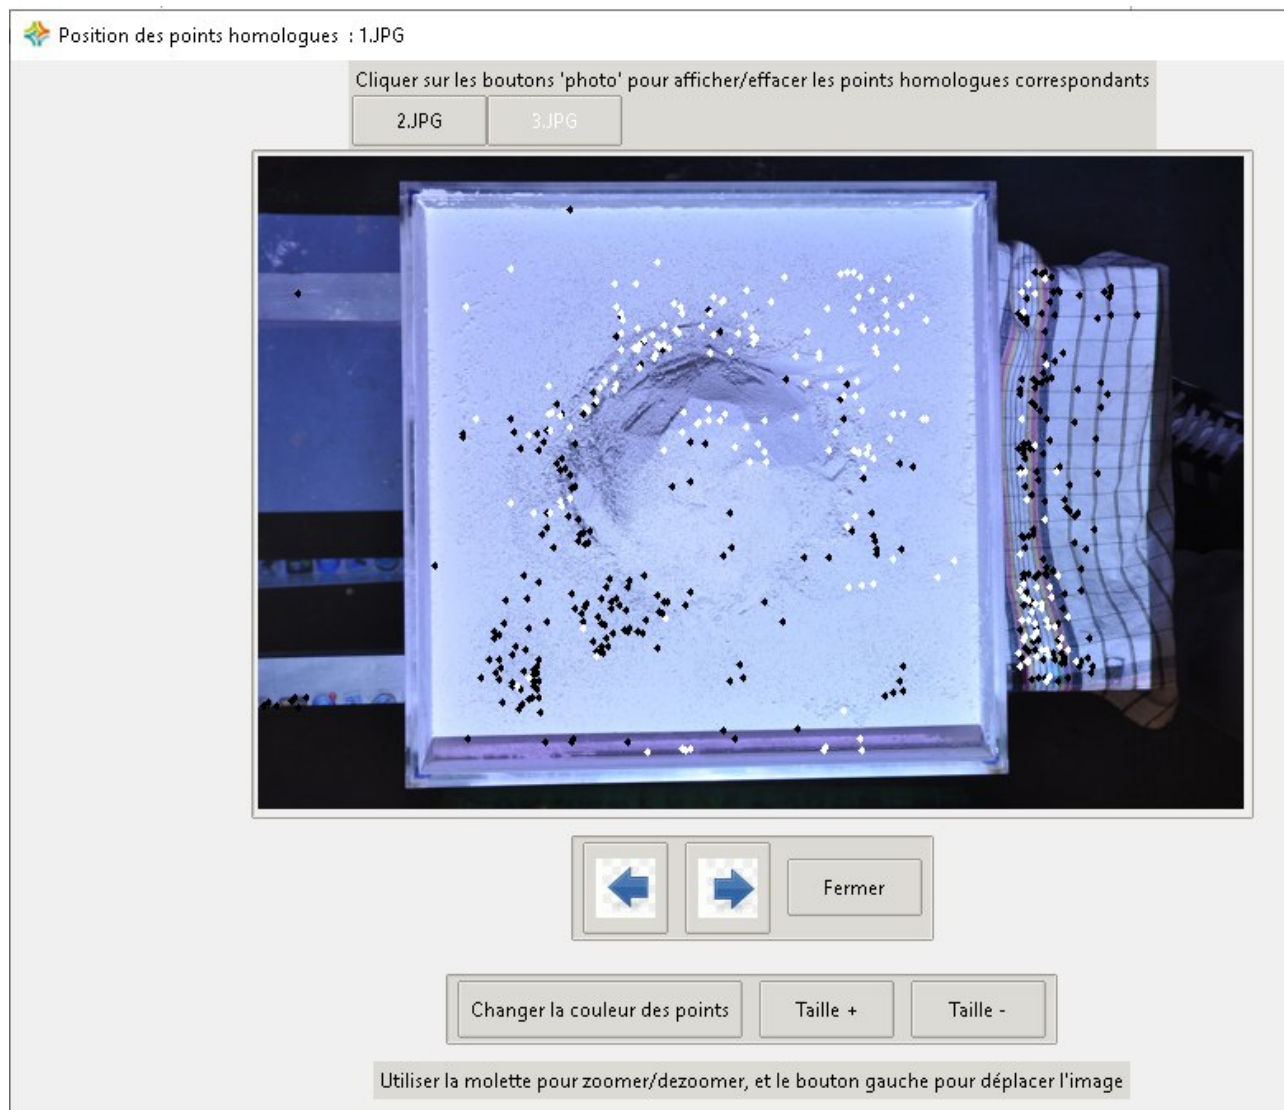 Position des points homologues : 1.JPG
Cliquer sur les boutons 'photo' pour afficher/effacer les points homologues correspondants
2.JPG 3.JPG
Fermer
Changer la couleur des points Taille + Taille -
Utiliser la molette pour zoomer/dezoomer, et le bouton gauche pour déplacer l'image